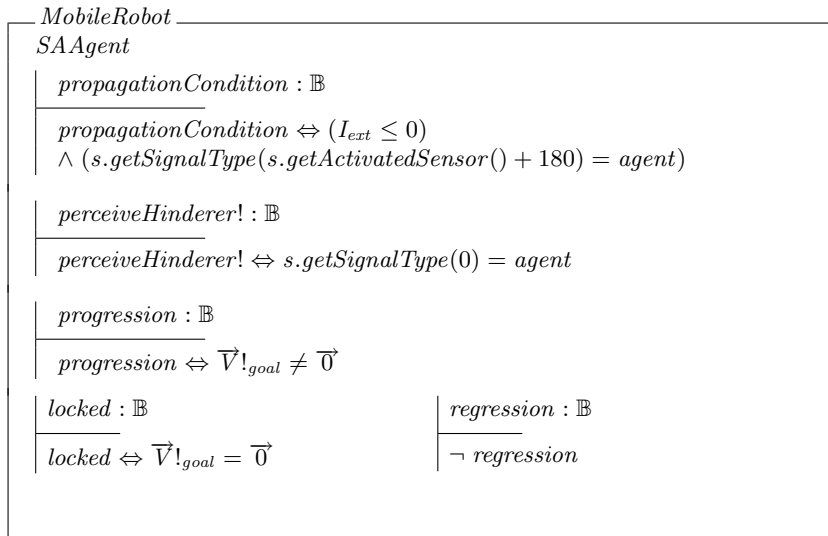 MobileRobot
SAAgent
propagationCondition : 𝔹
propagationCondition ⇔ (I_ext ≤ 0)
∧ (s.getSignalType(s.getActivatedSensor() + 180) = agent)
perceiveHinderer! : 𝔹
perceiveHinderer! ⇔ s.getSignalType(0) = agent
progression : 𝔹
progression ⇔ V⃗!_goal ≠ 0⃗
locked : 𝔹
locked ⇔ V⃗!_goal = 0⃗
regression : 𝔹
¬ regression